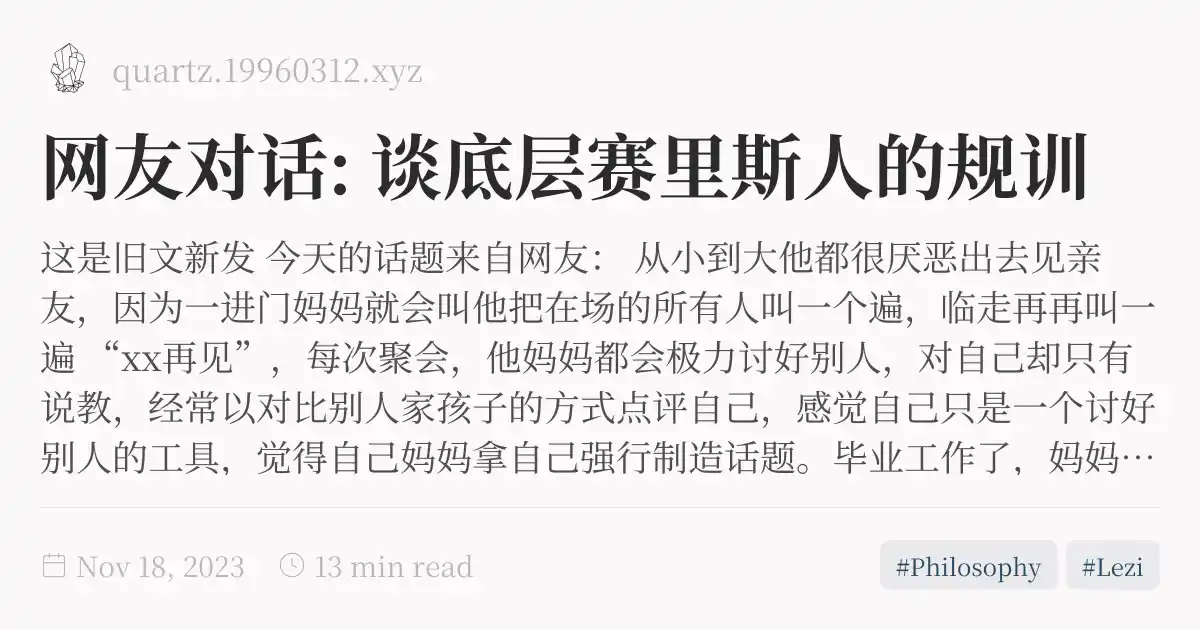 quartz.19960312.xyz
网友对话: 谈底层赛里斯人的规训
这是旧文新发 今天的话题来自网友： 从小到大他都很厌恶出去见亲
友，因为一进门妈妈就会叫他把在场的所有人叫一个遍，临走再再叫一
遍 “xx再见”，每次聚会，他妈妈都会极力讨好别人，对自己却只有
说教，经常以对比别人家孩子的方式点评自己，感觉自己只是一个讨好
别人的工具，觉得自己妈妈拿自己强行制造话题。毕业工作了，妈妈…
Nov 18, 2023 13 min read #Philosophy #Lezi